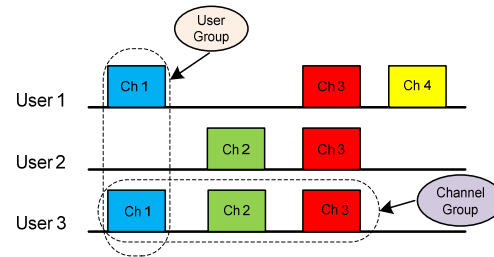 User
Group
User 1
Ch 1
Ch 3
Ch 4
User 2
Ch 2
Ch 3
User 3
Ch 1
Ch 2
Ch 3
Channel
Group